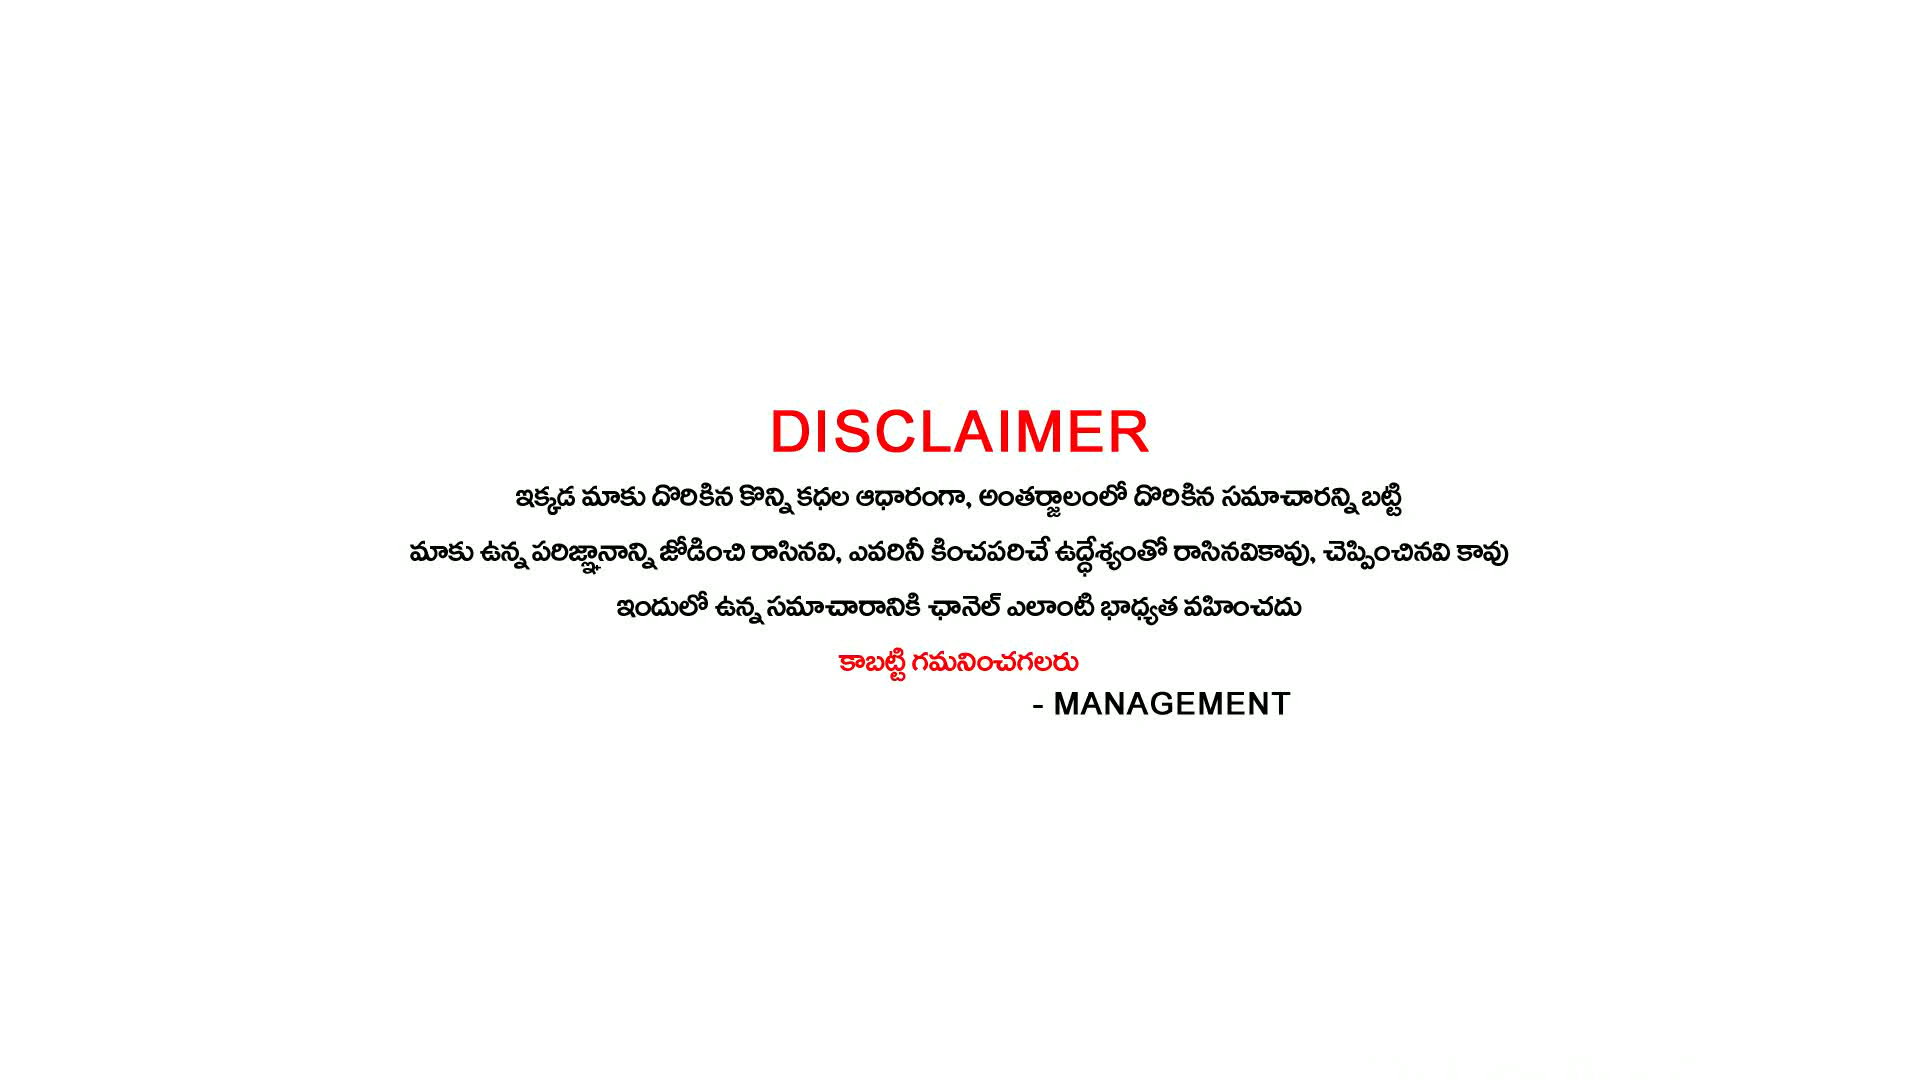 DISCLAIMER
ఇక్కడ మాకు దొరికిన కొన్ని కధల ఆధారంగా, అంతర్జాలంలో దొరికిన సమాచారన్ని బట్టి
మాకు ఉన్న పరిజ్ఞానాన్ని జోడించి రాసినవి, ఎవరినీ కించపరిచే ఉద్ధేశ్యంతో రాసినవికావు, చెప్పించినవి కావు
ఇందులో ఉన్న సమాచారానికి ఛానెల్ ఎలాంటి భాధ్యత వహించదు
కాబట్టి గమనించగలరు
- MANAGEMENT